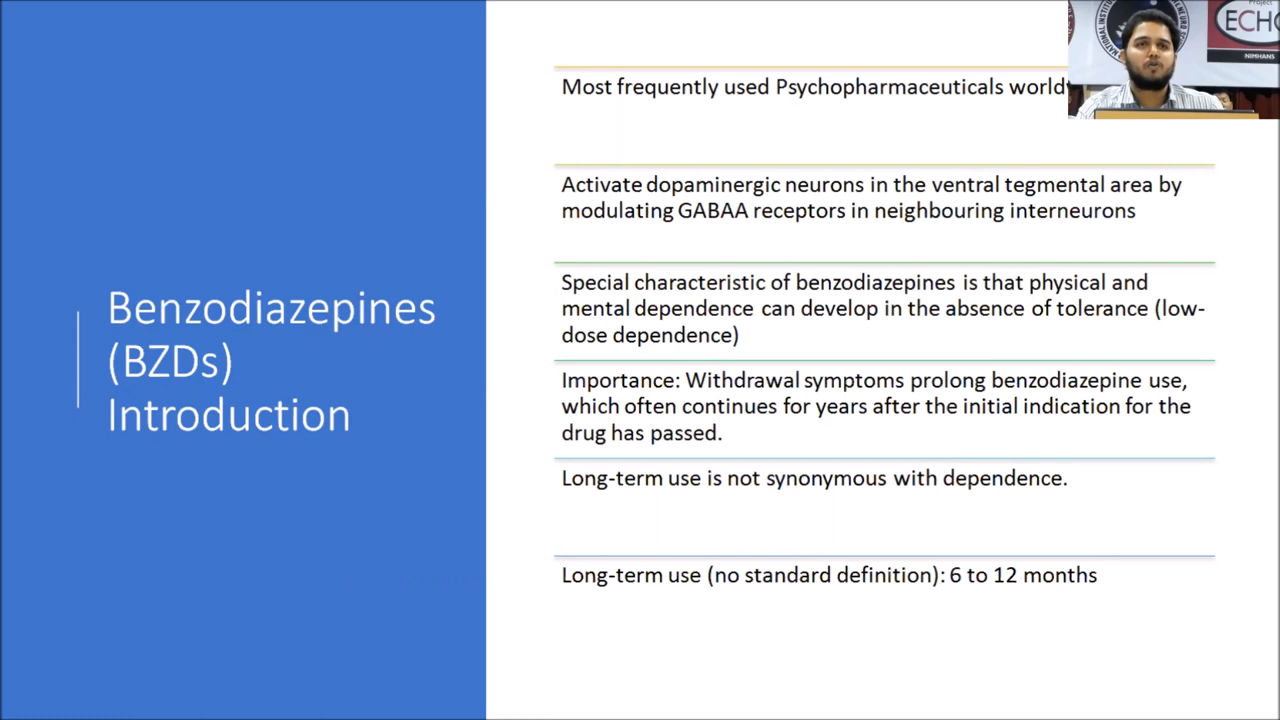 Benzodiazepines
(BZDs)
Introduction
Most frequently used Psychopharmaceuticals
Activate dopaminergic neurons in the ventral tegmental area by
modulating GABAA receptors in neighbouring interneurons
Special characteristic of benzodiazepines is that physical and
mental dependence can develop in the absence of tolerance (low-
dose dependence)
Importance: Withdrawal symptoms prolong benzodiazepine use,
which often continues for years after the initial indication for the
drug has passed.
Long-term use is not synonymous with dependence.
Long-term use (no standard definition): 6 to 12 months
Project
ECHO
NIMHANS